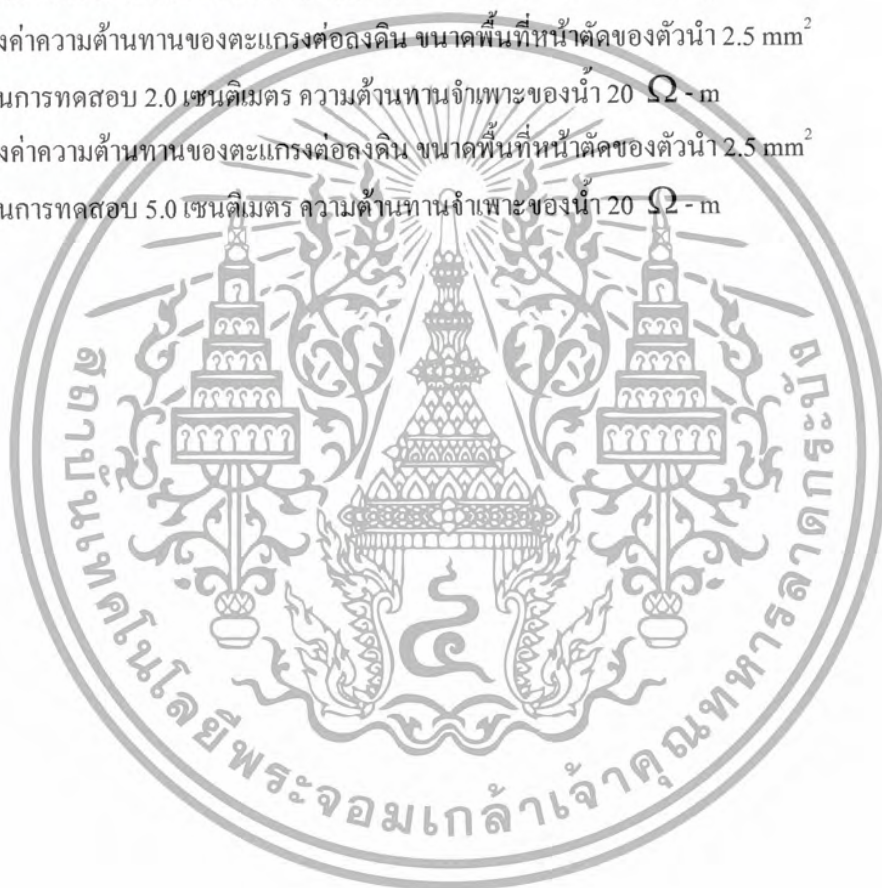 งค่าความต้านทานของตะแกรงต่อลงดิน ขนาดพื้นที่หน้าตัดของตัวนำ 2.5 mm²
นการทดสอบ 2.0 เซนติเมตร ความต้านทานจำเพาะของน้ำ 20 Ω - m
งค่าความต้านทานของตะแกรงต่อลงดิน ขนาดพื้นที่หน้าตัดของตัวนำ 2.5 mm²
นการทดสอบ 5.0 เซนติเมตร ความต้านทานจำเพาะของน้ำ 20 Ω - m
สถาบันเทคโนโลยีพระจอมเกล้าเจ้าคุณทหารลาดกระบัง
๔